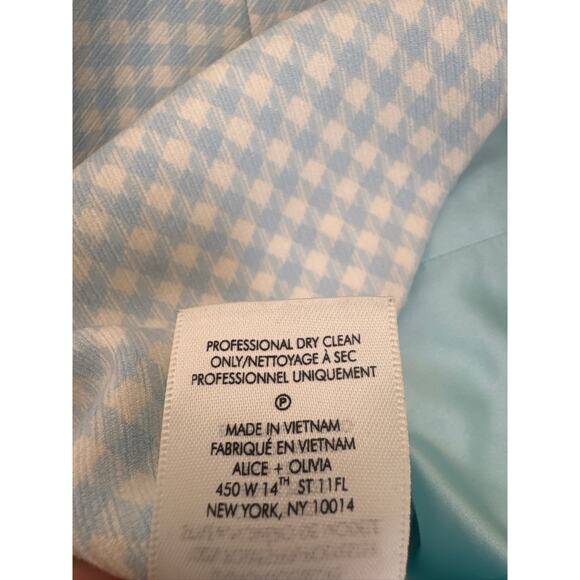 PROFESSIONAL DRY CLEAN
ONLY/NETTOYAGE À SEC
PROFESSIONNEL UNIQUEMENT
Ⓟ
MADE IN VIETNAM
FABRIQUÉ EN VIETNAM
ALICE + OLIVIA
450 W 14TH ST 11FL
NEW YORK, NY 10014